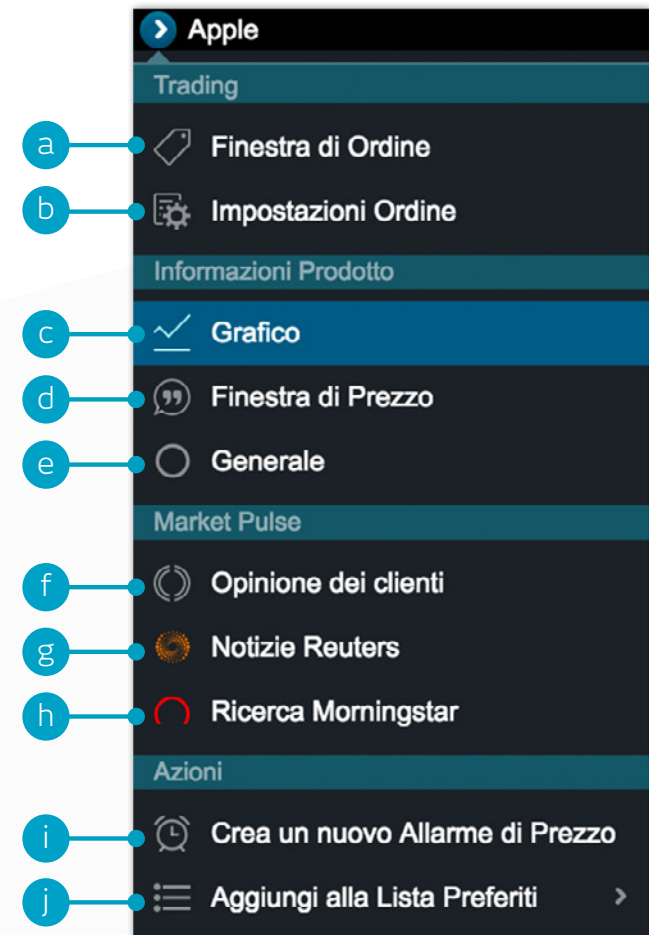 Apple
Trading
a Finestra di Ordine
b Impostazioni Ordine
Informazioni Prodotto
c Grafico
d Finestra di Prezzo
e Generale
Market Pulse
f Opinione dei clienti
g Notizie Reuters
h Ricerca Morningstar
Azioni
i Crea un nuovo Allarme di Prezzo
j Aggiungi alla Lista Preferiti